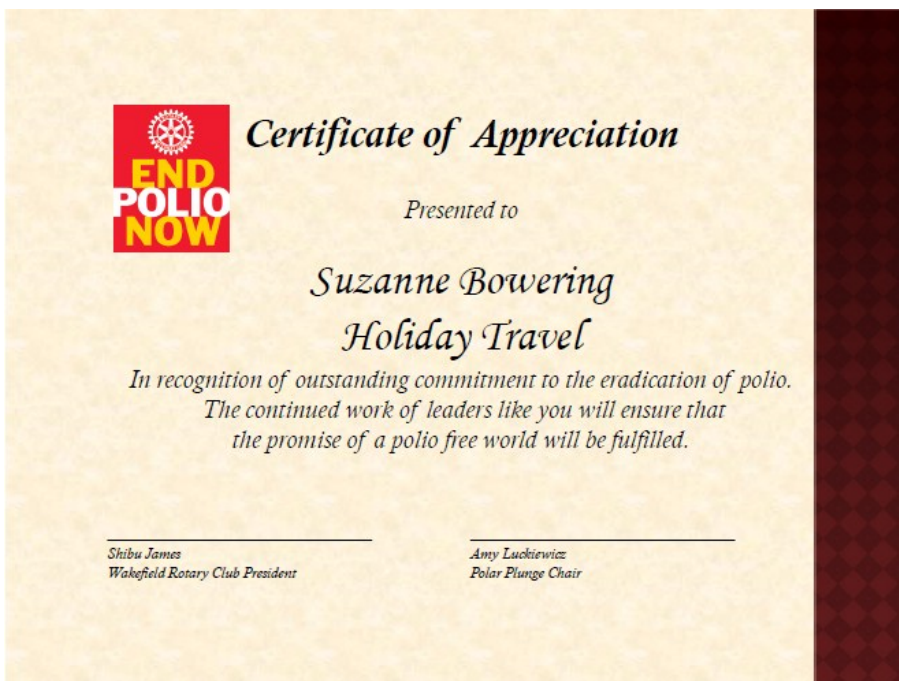 END
POLIO
NOW
Certificate of Appreciation
Presented to
Suzanne Bowering
Holiday Travel
In recognition of outstanding commitment to the eradication of polio.
The continued work of leaders like you will ensure that
the promise of a polio free world will be fulfilled.
Shibu James
Wakefield Rotary Club President
Amy Luckiewicz
Polar Plunge Chair